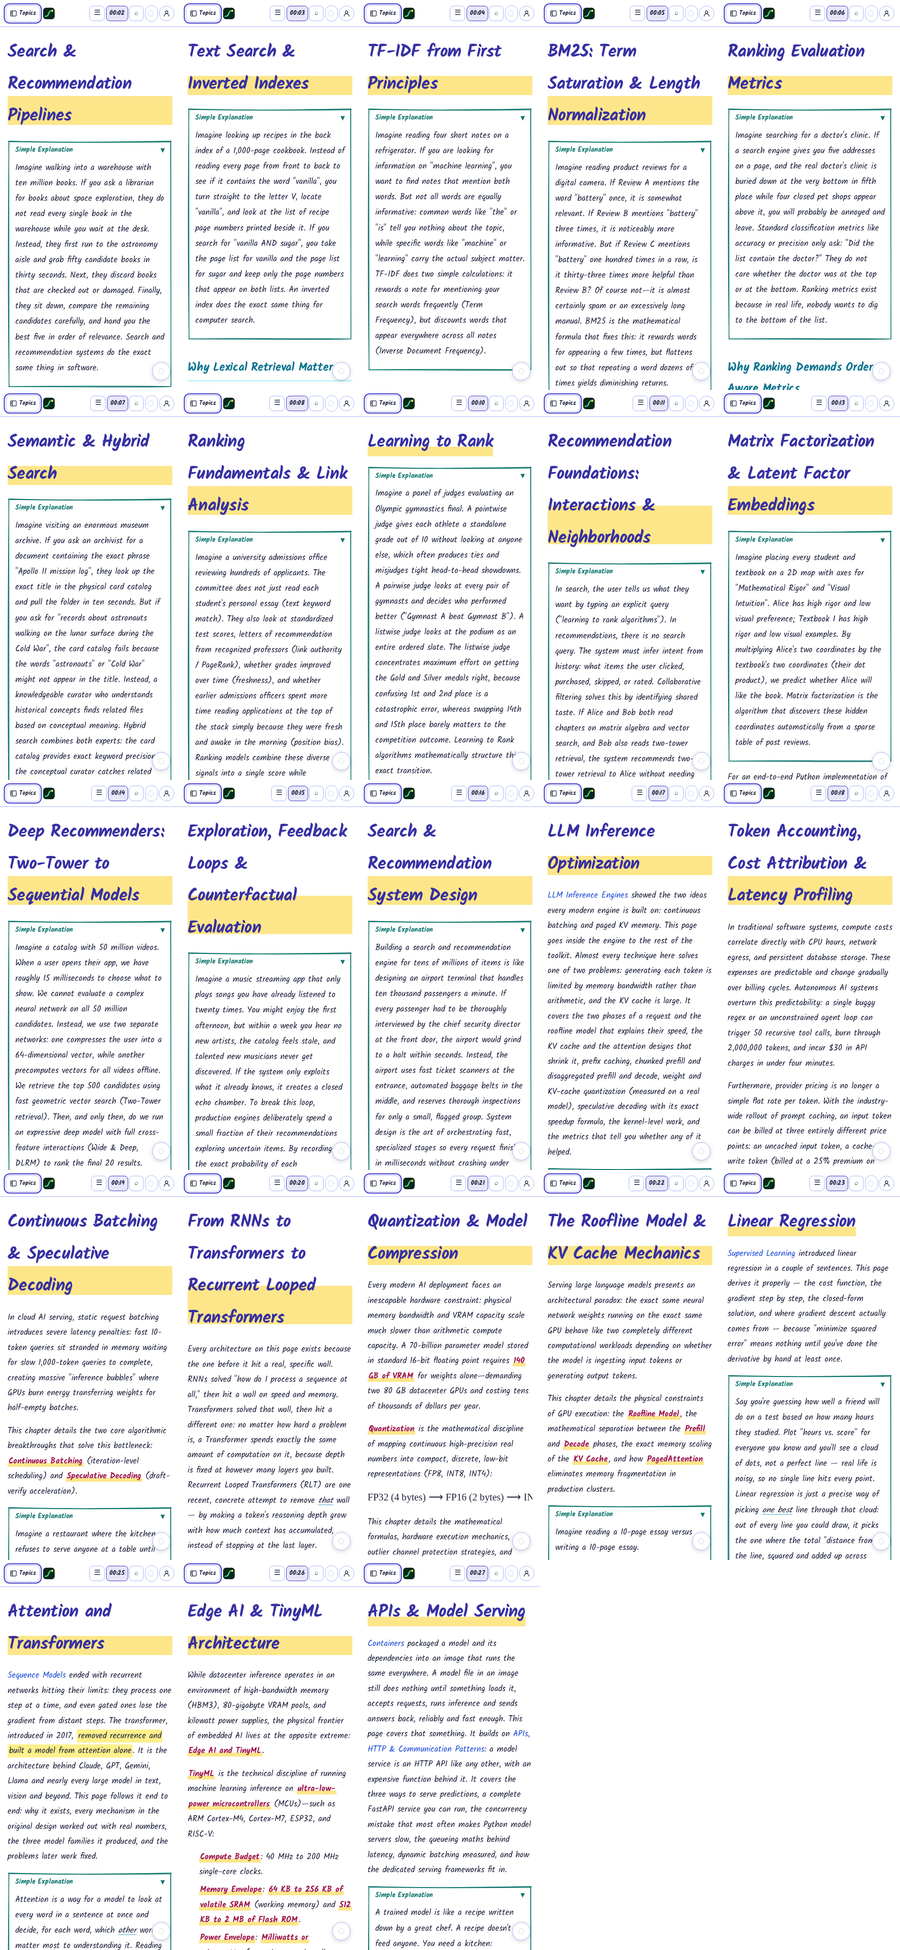 Topics 00:02
Search &
Recommendation
Pipelines
Simple Explanation
Imagine walking into a warehouse with
ten million books. If you ask a librarian
for books about space exploration, they do
not read every single book in the
warehouse while you wait at the desk.
Instead, they first run to the astronomy
aisle and grab fifty candidate books in
thirty seconds. Next, they discard books
that are checked out or damaged. Finally,
they sit down, compare the remaining
candidates carefully, and hand you the
best five in order of relevance. Search and
recommendation systems do the exact
same thing in software.
Topics 00:03
Text Search &
Inverted Indexes
Simple Explanation
Imagine looking up recipes in the back
index of a 1,000-page cookbook. Instead of
reading every page from front to back to
see if it contains the word "vanilla", you
turn straight to the letter V, locate
"vanilla", and look at the list of recipe
page numbers printed beside it. If you
search for "vanilla AND sugar", you take
the page list for vanilla and the page list
for sugar and keep only the page numbers
that appear on both lists. An inverted
index does the exact same thing for
computer search.
Why Lexical Retrieval Matter
Topics 00:04
TF-IDF from First
Principles
Simple Explanation
Imagine reading four short notes on a
refrigerator. If you are looking for
information on "machine learning", you
want to find notes that mention both
words. But not all words are equally
informative: common words like "the" or
"is" tell you nothing about the topic,
while specific words like "machine" or
"learning" carry the actual subject matter.
TF-IDF does two simple calculations: it
rewards a note for mentioning your
search words frequently (Term
Frequency), but discounts words that
appear everywhere across all notes
(Inverse Document Frequency).
Topics 00:05
BM25: Term
Saturation & Length
Normalization
Simple Explanation
Imagine reading product reviews for a
digital camera. If Review A mentions the
word "battery" once, it is somewhat
relevant. If Review B mentions "battery"
three times, it is noticeably more
informative. But if Review C mentions
"battery" one hundred times in a row, is
it thirty-three times more helpful than
Review B? Of course not—it is almost
certainly spam or an excessively long
manual. BM25 is the mathematical
formula that fixes this: it rewards words
for appearing a few times, but flattens
out so that repeating a word dozens of
times yields diminishing returns.
Topics 00:06
Ranking Evaluation
Metrics
Simple Explanation
Imagine searching for a doctor's clinic. If
a search engine gives you five addresses
on a page, and the real doctor's clinic is
buried down at the very bottom in fifth
place while four closed pet shops appear
above it, you will probably be annoyed and
leave. Standard classification metrics like
accuracy or precision only ask: "Did the
list contain the doctor?" They do not
care whether the doctor was at the top
or at the bottom. Ranking metrics exist
because in real life, nobody wants to dig
to the bottom of the list.
Why Ranking Demands Order
Aware Metrics
Topics 00:07
Semantic & Hybrid
Search
Simple Explanation
Imagine visiting an enormous museum
archive. If you ask an archivist for a
document containing the exact phrase
"Apollo 11 mission log", they look up the
exact title in the physical card catalog
and pull the folder in ten seconds. But if
you ask for "records about astronauts
walking on the lunar surface during the
Cold War", the card catalog fails because
the words "astronauts" or "Cold War"
might not appear in the title. Instead, a
knowledgeable curator who understands
historical concepts finds related files
based on conceptual meaning. Hybrid
search combines both experts: the card
catalog provides exact keyword precision
the conceptual curator catches related
Topics 00:08
Ranking
Fundamentals & Link
Analysis
Simple Explanation
Imagine a university admissions office
reviewing hundreds of applicants. The
committee does not just read each
student's personal essay (text keyword
match). They also look at standardized
test scores, letters of recommendation
from recognized professors (link authority
/ PageRank), whether grades improved
over time (freshness), and whether
earlier admissions officers spent more
time reading applications at the top of
the stack simply because they were fresh
and awake in the morning (position bias).
Ranking models combine these diverse
signals into a single score while
Topics 00:10
Learning to Rank
Simple Explanation
Imagine a panel of judges evaluating an
Olympic gymnastics final. A pointwise
judge gives each athlete a standalone
grade out of 10 without looking at anyone
else, which often produces ties and
misjudges tight head-to-head showdowns.
A pairwise judge looks at every pair of
gymnasts and decides who performed
better ("Gymnast A beat Gymnast B"). A
listwise judge looks at the podium as an
entire ordered slate. The listwise judge
concentrates maximum effort on getting
the Gold and Silver medals right, because
confusing 1st and 2nd place is a
catastrophic error, whereas swapping 14th
and 15th place barely matters to the
competition outcome. Learning to Rank
algorithms mathematically structure this
exact transition.
Topics 00:11
Recommendation
Foundations:
Interactions &
Neighborhoods
Simple Explanation
In search, the user tells us what they
want by typing an explicit query
("learning to rank algorithms"). In
recommendations, there is no search
query. The system must infer intent from
history: what items the user clicked,
purchased, skipped, or rated. Collaborative
filtering solves this by identifying shared
taste. If Alice and Bob both read
chapters on matrix algebra and vector
search, and Bob also reads two-tower
retrieval, the system recommends two-
tower retrieval to Alice without needing
Topics 00:13
Matrix Factorization
& Latent Factor
Embeddings
Simple Explanation
Imagine placing every student and
textbook on a 2D map with axes for
"Mathematical Rigor" and "Visual
Intuition". Alice has high rigor and low
visual preference; Textbook 1 has high
rigor and low visual examples. By
multiplying Alice's two coordinates by the
textbook's two coordinates (their dot
product), we predict whether Alice will
like the book. Matrix factorization is the
algorithm that discovers these hidden
coordinates automatically from a sparse
table of past reviews.
For an end-to-end Python implementation of
Topics 00:14
Deep Recommenders:
Two-Tower to
Sequential Models
Simple Explanation
Imagine a catalog with 50 million videos.
When a user opens their app, we have
roughly 15 milliseconds to choose what to
show. We cannot evaluate a complex
neural network on all 50 million
candidates. Instead, we use two separate
networks: one compresses the user into a
64-dimensional vector, while another
precomputes vectors for all videos offline.
We retrieve the top 500 candidates using
fast geometric vector search (Two-Tower
retrieval). Then, and only then, do we run
an expressive deep model with full cross-
feature interactions (Wide & Deep,
DLRM) to rank the final 20 results.
Topics 00:15
Exploration, Feedback
Loops &
Counterfactual
Evaluation
Simple Explanation
Imagine a music streaming app that only
plays songs you have already listened to
twenty times. You might enjoy the first
afternoon, but within a week you hear no
new artists, the catalog feels stale, and
talented new musicians never get
discovered. If the system only exploits
what it already knows, it creates a closed
echo chamber. To break this loop,
production engines deliberately spend a
small fraction of their recommendations
exploring uncertain items. By recording
the exact probability of each
Topics 00:16
Search &
Recommendation
System Design
Simple Explanation
Building a search and recommendation
engine for tens of millions of items is like
designing an airport terminal that handles
ten thousand passengers a minute. If
every passenger had to be thoroughly
interviewed by the chief security director
at the front door, the airport would grind
to a halt within seconds. Instead, the
airport uses fast ticket scanners at the
entrance, automated baggage belts in the
middle, and reserves thorough inspections
for only a small, flagged group. System
design is the art of orchestrating fast,
specialized stages so every request finis
in milliseconds without crashing under
Topics 00:17
LLM Inference
Optimization
LLM Inference Engines showed the two ideas
every modern engine is built on: continuous
batching and paged KV memory. This page
goes inside the engine to the rest of the
toolkit. Almost every technique here solves
one of two problems: generating each token is
limited by memory bandwidth rather than
arithmetic, and the KV cache is large. It
covers the two phases of a request and the
roofline model that explains their speed, the
KV cache and the attention designs that
shrink it, prefix caching, chunked prefill and
disaggregated prefill and decode, weight and
KV-cache quantization (measured on a real
model), speculative decoding with its exact
speedup formula, the kernel-level work, and
the metrics that tell you whether any of it
helped.
Topics 00:18
Token Accounting,
Cost Attribution &
Latency Profiling
In traditional software systems, compute costs
correlate directly with CPU hours, network
egress, and persistent database storage. These
expenses are predictable and change gradually
over billing cycles. Autonomous AI systems
overturn this predictability: a single buggy
regex or an unconstrained agent loop can
trigger 50 recursive tool calls, burn through
2,000,000 tokens, and incur $30 in API
charges in under four minutes.
Furthermore, provider pricing is no longer a
simple flat rate per token. With the industry-
wide rollout of prompt caching, an input token
can be billed at three entirely different price
points: an uncached input token, a cache
write token (billed at a 25% premium on
Topics 00:19
Continuous Batching
& Speculative
Decoding
In cloud AI serving, static request batching
introduces severe latency penalties: fast 10-
token queries sit stranded in memory waiting
for slow 1,000-token queries to complete,
creating massive "inference bubbles" where
GPUs burn energy transferring weights for
half-empty batches.
This chapter details the two core algorithmic
breakthroughs that solve this bottleneck:
Continuous Batching (iteration-level
scheduling) and Speculative Decoding (draft-
verify acceleration).
Imagine a restaurant where the kitchen
refuses to serve anyone at a table until
Topics 00:20
From RNNs to
Transformers to
Recurrent Looped
Transformers
Every architecture on this page exists because
the one before it hit a real, specific wall.
RNNs solved "how do I process a sequence at
all," then hit a wall on speed and memory.
Transformers solved that wall, then hit a
different one: no matter how hard a problem
is, a Transformer spends exactly the same
amount of computation on it, because depth
is fixed at however many layers you built.
Recurrent Looped Transformers (RLT) are one
recent, concrete attempt to remove that wall
— by making a token's reasoning depth grow
with how much context has accumulated,
instead of stopping at the last layer.
Topics 00:21
Quantization & Model
Compression
Every modern AI deployment faces an
inescapable hardware constraint: physical
memory bandwidth and VRAM capacity scale
much slower than arithmetic compute
capacity. A 70-billion parameter model stored
in standard 16-bit floating point requires 140
GB of VRAM for weights alone—demanding
two 80 GB datacenter GPUs and costing tens
of thousands of dollars per year.
Quantization is the mathematical discipline
of mapping continuous high-precision real
numbers into compact, discrete, low-bit
representations (FP8, INT8, INT4):
FP32 (4 bytes) ⟶ FP16 (2 bytes) ⟶ IN
This chapter details the mathematical
formulas, hardware execution mechanics,
outlier channel protection strategies, and
Topics 00:22
The Roofline Model &
KV Cache Mechanics
Serving large language models presents an
architectural paradox: the exact same neural
network weights running on the exact same
GPU behave like two completely different
computational workloads depending on whether
the model is ingesting input tokens or
generating output tokens.
This chapter details the physical constraints
of GPU execution: the Roofline Model, the
mathematical separation between the Prefill
and Decode phases, the exact memory scaling
of the KV Cache, and how PagedAttention
eliminates memory fragmentation in
production clusters.
Simple Explanation
Imagine reading a 10-page essay versus
writing a 10-page essay.
Topics 00:23
Linear Regression
Supervised Learning introduced linear
regression in a couple of sentences. This page
derives it properly — the cost function, the
gradient step by step, the closed-form
solution, and where gradient descent actually
comes from — because "minimize squared
error" means nothing until you've done the
derivative by hand at least once.
Simple Explanation
Say you're guessing how well a friend will
do on a test based on how many hours
they studied. Plot "hours vs. score" for
everyone you know and you'll see a cloud
of dots, not a perfect line — real life is
noisy, so no single line hits every point.
Linear regression is just a precise way of
picking one best line through that cloud:
out of every line you could draw, it picks
the one where the total "distance from
the line, squared and added up across
Topics 00:25
Attention and
Transformers
Sequence Models ended with recurrent
networks hitting their limits: they process one
step at a time, and even gated ones lose the
gradient from distant steps. The transformer,
introduced in 2017, removed recurrence and
built a model from attention alone. It is the
architecture behind Claude, GPT, Gemini,
Llama and nearly every large model in text,
vision and beyond. This page follows it end to
end: why it exists, every mechanism in the
original design worked out with real numbers,
the three model families it produced, and the
problems later work fixed.
Simple Explanation
Attention is a way for a model to look at
every word in a sentence at once and
decide, for each word, which other wor
matter most to understanding it. Reading
Topics 00:26
Edge AI & TinyML
Architecture
While datacenter inference operates in an
environment of high-bandwidth memory
(HBM3), 80-gigabyte VRAM pools, and
kilowatt power supplies, the physical frontier
of embedded AI lives at the opposite extreme:
Edge AI and TinyML.
TinyML is the technical discipline of running
machine learning inference on ultra-low-
power microcontrollers (MCUs)—such as
ARM Cortex-M4, Cortex-M7, ESP32, and
RISC-V:
Compute Budget: 40 MHz to 200 MHz
single-core clocks.
Memory Envelope: 64 KB to 256 KB of
volatile SRAM (working memory) and 512
KB to 2 MB of Flash ROM.
Power Envelope: Milliwatts or
Topics 00:27
APIs & Model Serving
Containers packaged a model and its
dependencies into an image that runs the
same everywhere. A model file in an image
still does nothing until something loads it,
accepts requests, runs inference and sends
answers back, reliably and fast enough. This
page covers that something. It builds on APIs,
HTTP & Communication Patterns: a model
service is an HTTP API like any other, with an
expensive function behind it. It covers the
three ways to serve predictions, a complete
FastAPI service you can run, the concurrency
mistake that most often makes Python model
servers slow, the queueing maths behind
latency, dynamic batching measured, and how
the dedicated serving frameworks fit in.
Simple Explanation
A trained model is like a recipe written
down by a great chef. A recipe doesn't
feed anyone. You need a kitchen: